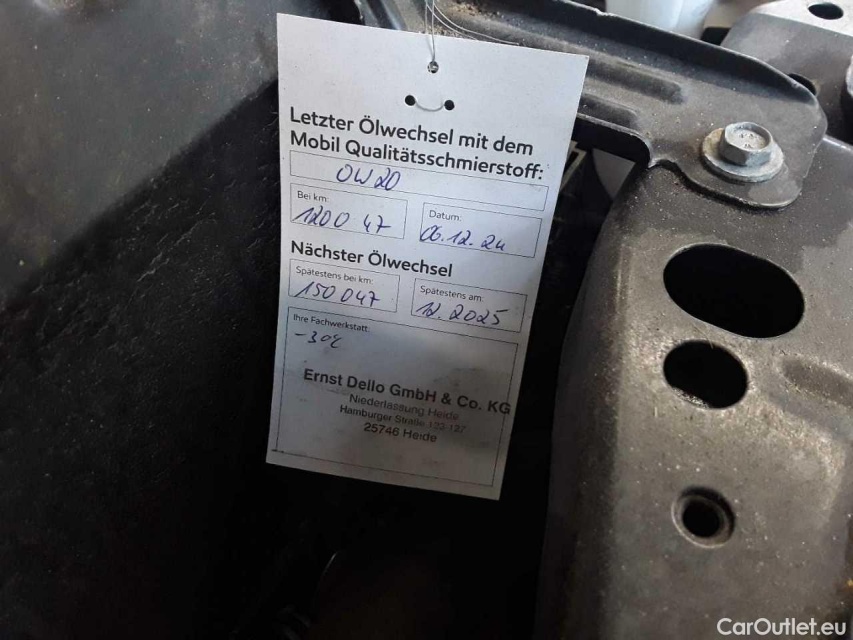 Letzter Ölwechsel mit dem
Mobil Qualitätsschmierstoff:
0W20
Bei km: Datum:
120047 06.12.24
Nächster Ölwechsel
Spätestens bei km: Spätestens am:
150047 12.2025
Ihre Fachwerkstatt:
-30°
Ernst Dello GmbH & Co. KG
Niederlassung Heide
Hamburger Straße 123-127
25746 Heide
CarOutlet.eu